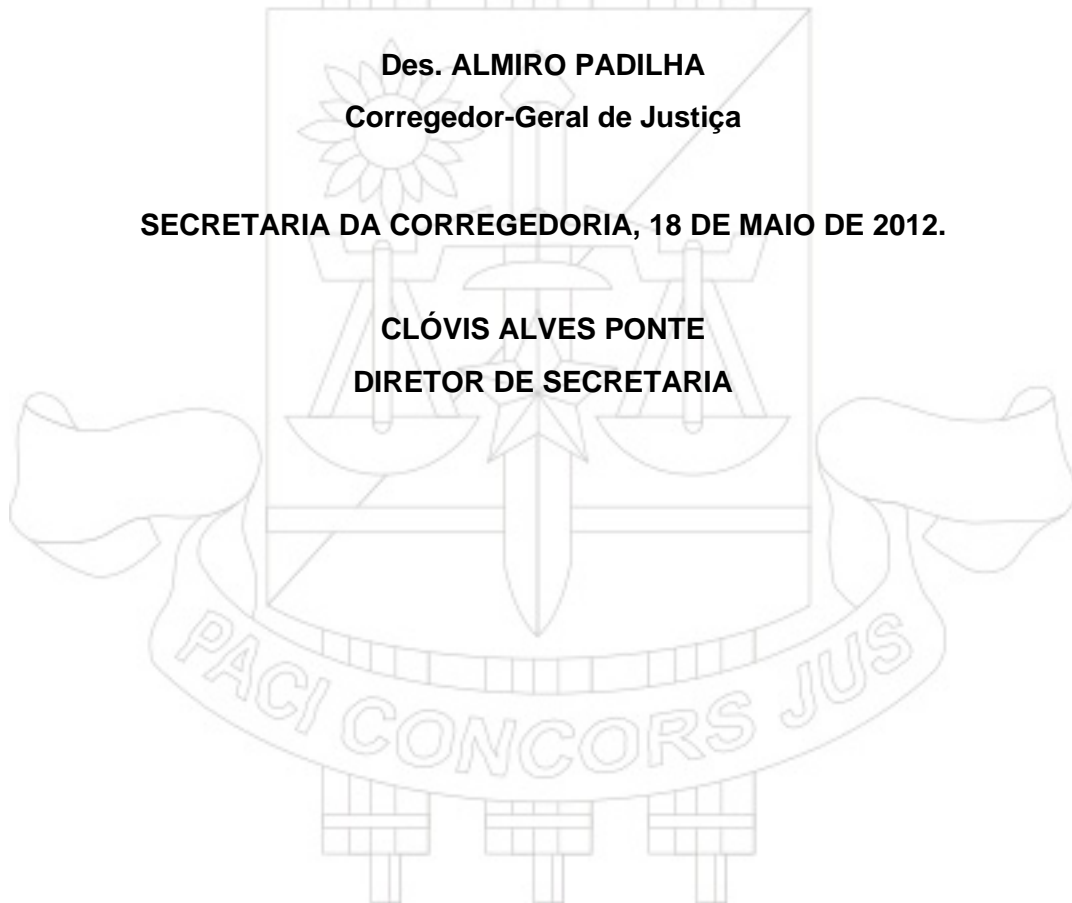 Des. ALMIRO PADILHA
Corregedor-Geral de Justiça
SECRETARIA DA CORREGEDORIA, 18 DE MAIO DE 2012.
CLÓVIS ALVES PONTE
DIRETOR DE SECRETARIA
PACI CONCORS JUS